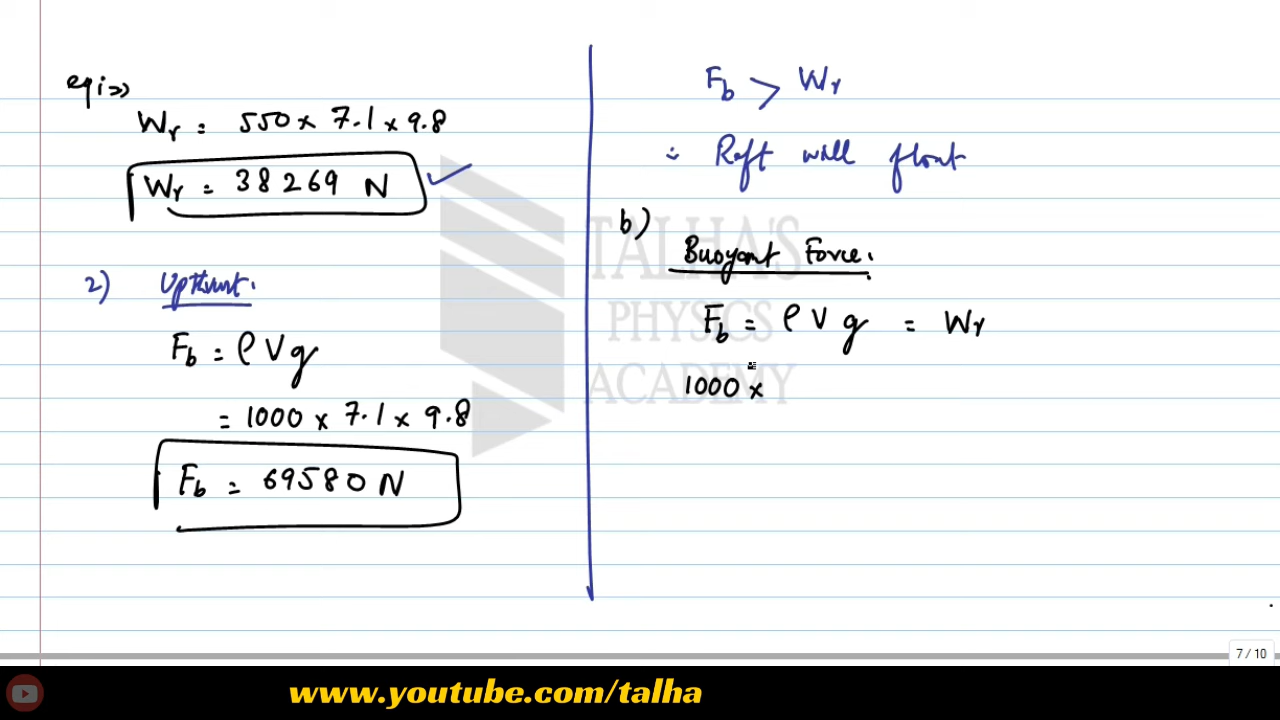 eq i ⇒
Wr = 550 x 7.1 x 9.8
Wr = 38269 N ✓
2) Upthrust.
Fb = ρVg
= 1000 x 7.1 x 9.8
Fb = 69580 N
Fb > Wr
∴ Raft will float
b)
Buoyant Force.
Fb = ρVg = Wr
1000 x
TALHA'S
PHYSICS
ACADEMY
7 / 10
www.youtube.com/talha